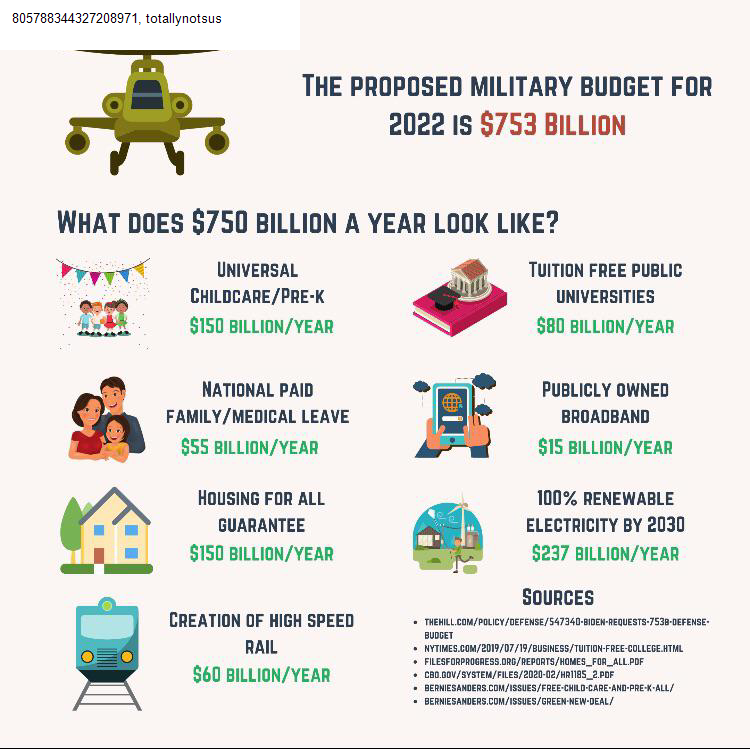 805788344327208971, totallynotsus
The proposed military budget for
2022 is $753 Billion
What does $750 billion a year look like?
Universal
Childcare/Pre-K
$150 billion/year
Tuition free public
universities
$80 billion/year
National paid
family/medical leave
$55 billion/year
Publicly owned
broadband
$15 billion/year
Housing for all
guarantee
$150 billion/year
100% renewable
electricity by 2030
$237 billion/year
Creation of high speed
rail
$60 billion/year
Sources
• thehill.com/policy/defense/547340-biden-requests-753b-defense-
budget
• nytimes.com/2019/07/19/business/tuition-free-college.html
• filesforprogress.org/reports/homes_for_all.pdf
• cbo.gov/system/files/2020-02/hr1185_2.pdf
• berniesanders.com/issues/free-child-care-and-pre-k-all/
• berniesanders.com/issues/green-new-deal/